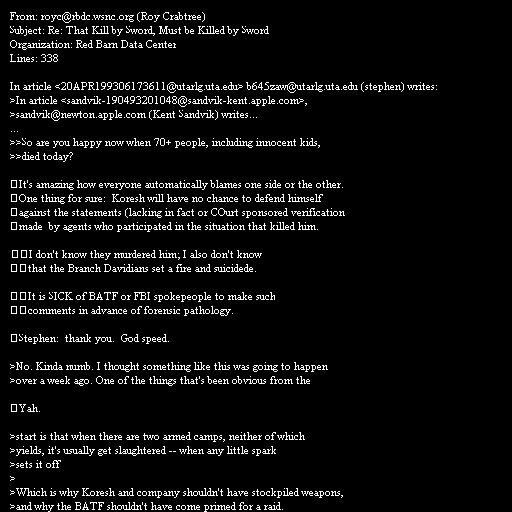 From: royc@rbdc.wsnc.org (Roy Crabtree)
Subject: Re: That Kill by Sword, Must be Killed by Sword
Organization: Red Barn Data Center
Lines: 338

In article <20APR199306173611@utarlg.uta.edu> b645zaw@utarlg.uta.edu (stephen) writes:
>In article <sandvik-190493201048@sandvik-kent.apple.com>,
>sandvik@newton.apple.com (Kent Sandvik) writes...
...
>>So are you happy now when 70+ people, including innocent kids,
>>died today?

□It's amazing how everyone automatically blames one side or the other.
□One thing for sure:  Koresh will have no chance to defend himself
□against the statements (lacking in fact or COurt sponsored verification
□made  by agents who participated in the situation that killed him.

□□I don't know they murdered him; I also don't know
□□that the Branch Davidians set a fire and suicidede.

□□It is SICK of BATF or FBI spokepeople to make such
□□comments in advance of forensic pathology.

□Stephen:  thank you.  God speed.

>No. Kinda numb. I thought something like this was going to happen
>over a week ago. One of the things that's been obvious from the

□Yah.

>start is that when there are two armed camps, neither of which
>yields, it's usually get slaughtered -- when any little spark
>sets it off
>
>Which is why Koresh and company shouldn't have stockpiled weapons,
>and why the BATF shouldn't have come primed for a raid.